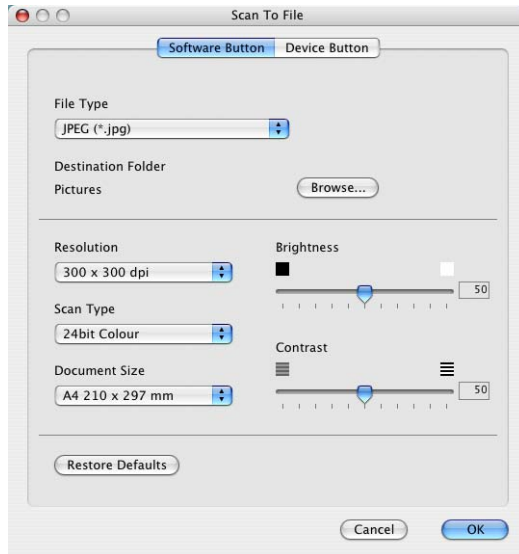 Scan To File
Software Button Device Button
File Type
JPEG (*.jpg)
Destination Folder
Pictures Browse...
Resolution
300 x 300 dpi
Scan Type
24bit Colour
Document Size
A4 210 x 297 mm
Brightness
50
Contrast
50
Restore Defaults
Cancel OK